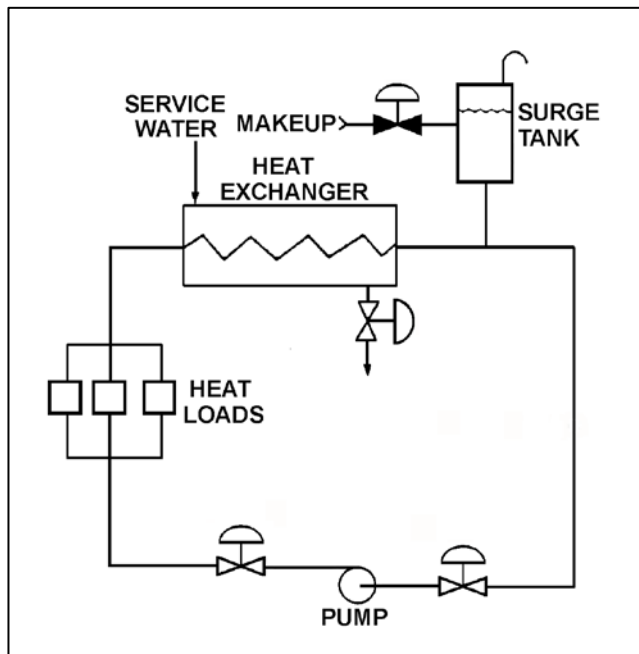 SERVICE
WATER
MAKEUP
SURGE
TANK
HEAT
EXCHANGER
HEAT
LOADS
PUMP